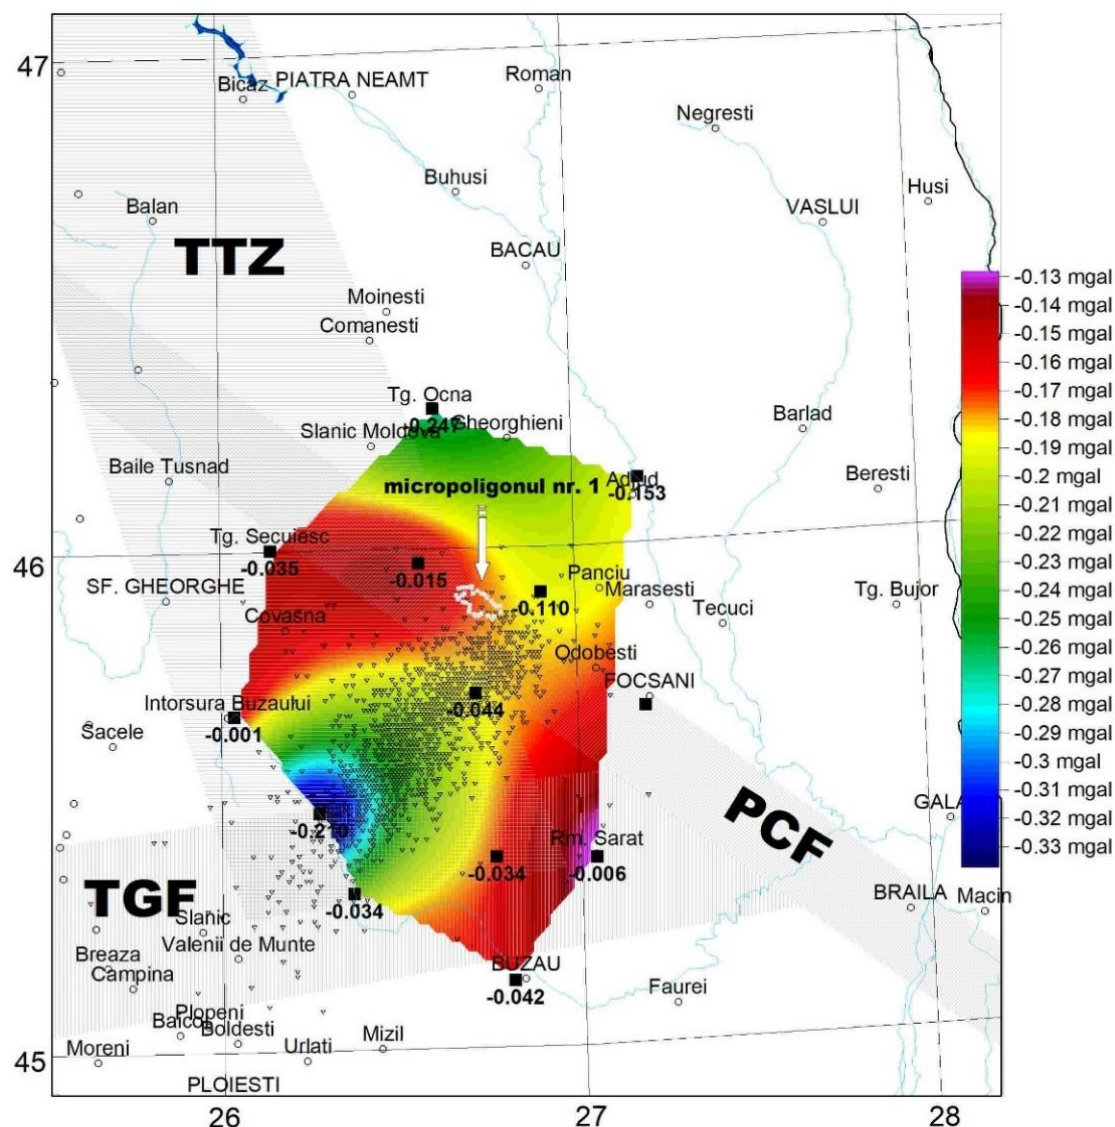 47
Bicaz
PIATRA NEAMT
Roman
Negresti
Buhusi
Husi
Balan
VASLUI
TTZ
BACAU
-0.13 mgal
-0.14 mgal
-0.15 mgal
-0.16 mgal
-0.17 mgal
-0.18 mgal
-0.19 mgal
-0.2 mgal
-0.21 mgal
-0.22 mgal
-0.23 mgal
-0.24 mgal
-0.25 mgal
-0.26 mgal
-0.27 mgal
-0.28 mgal
-0.29 mgal
-0.3 mgal
-0.31 mgal
-0.32 mgal
-0.33 mgal
Moinesti
Comanesti
Tg. Ocna
-0.247
Gheorghieni
Slanic Moldova
Barlad
Baile Tusnad
Beresti
Adjud
-0.153
micropoligonul nr. 1
46
Tg. Secuiesc
-0.035
-0.015
Panciu
-0.110
Marasesti
SF. GHEORGHE
Tg. Bujor
Tecuci
Covasna
Odobesti
FOCSANI
Intorsura Buzaului
-0.001
-0.044
Sacele
PCF
-0.210
Rm. Sarat
-0.034
-0.006
TGF
-0.034
BRAILA
Macin
Slanic
Valenii de Munte
Breaza
Campina
BUZAU
-0.042
Faurei
Plopeni
Baicoi
Boldesti
Mizil
Urlati
45
Moreni
PLOIESTI
26
27
28